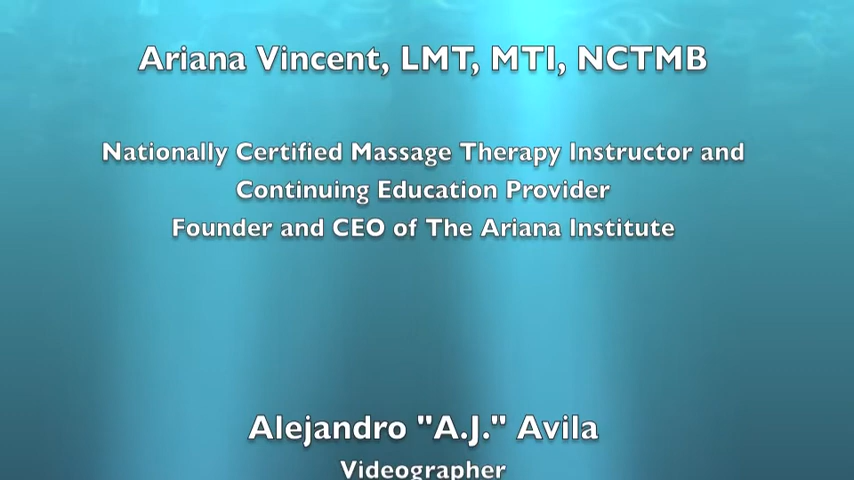 Ariana Vincent, LMT, MTI, NCTMB
Nationally Certified Massage Therapy Instructor and
Continuing Education Provider
Founder and CEO of The Ariana Institute
Alejandro "A.J." Avila
Videographer